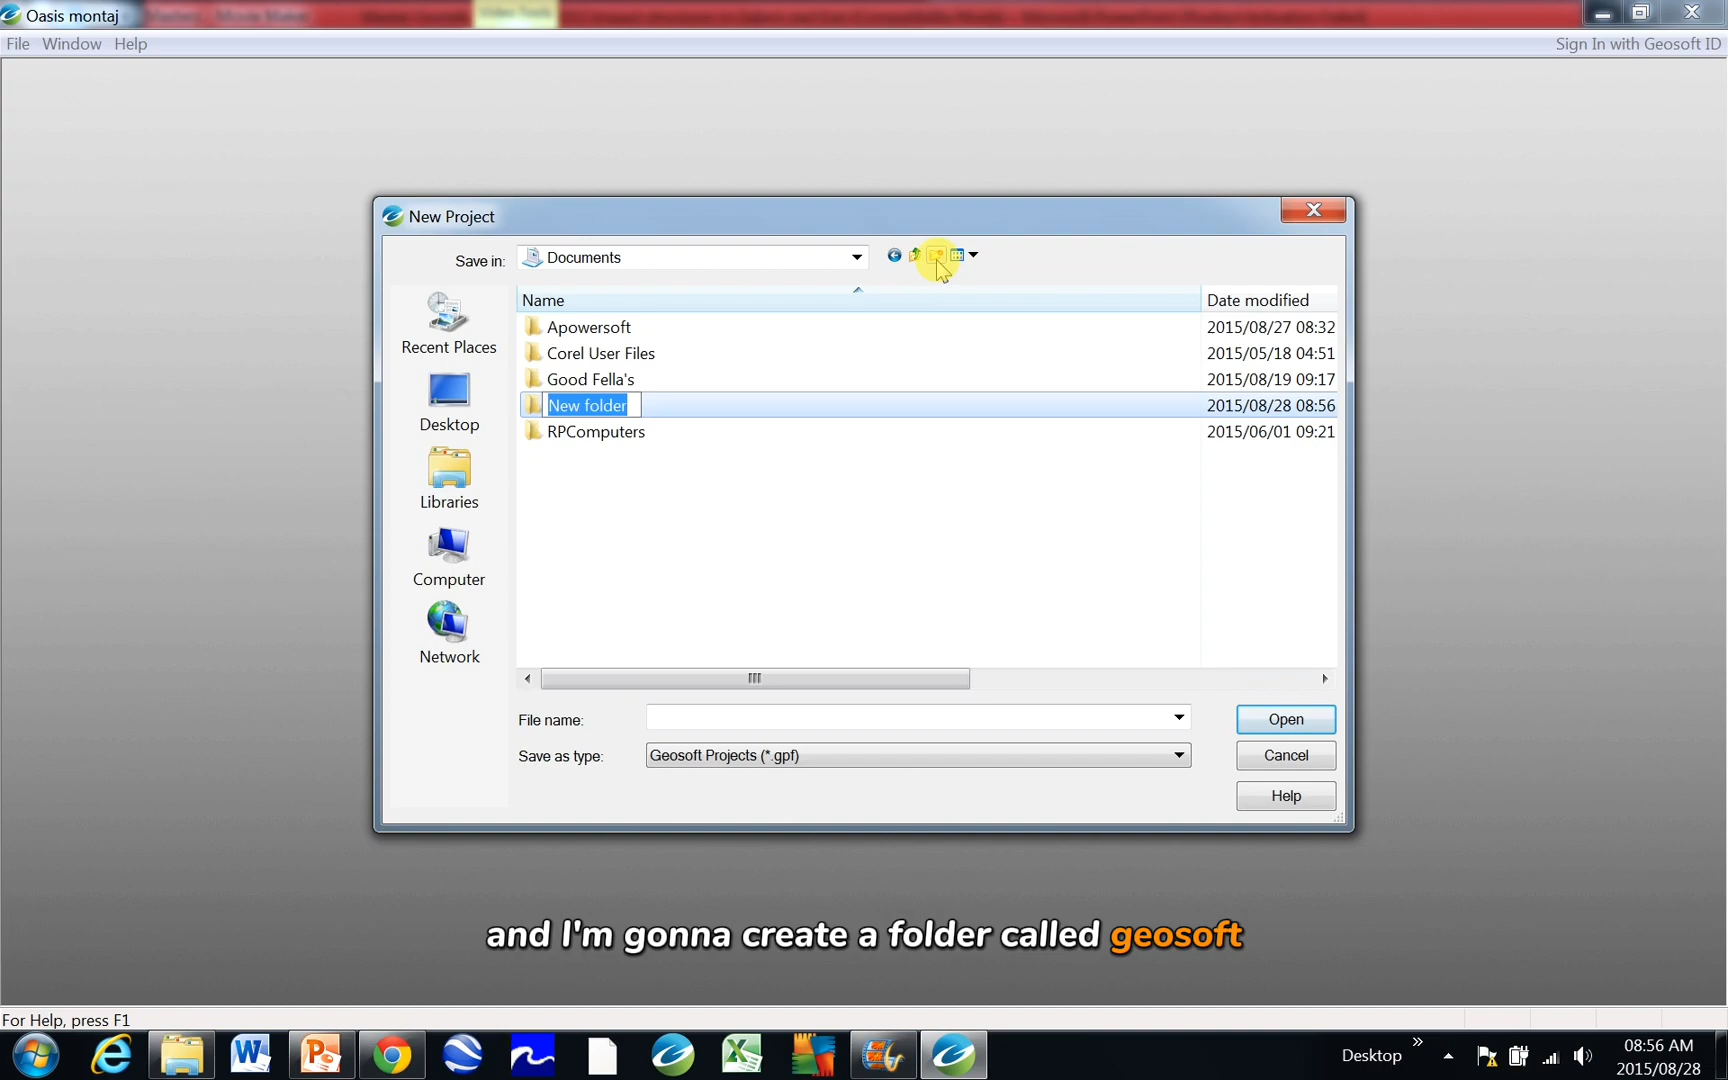 Oasis montaj
Video Tools
File Window Help
Sign In with Geosoft ID
New Project
Save in:
Documents
Name
Date modified
Apowersoft
2015/08/27 08:32
Corel User Files
2015/05/18 04:51
Good Fella's
2015/08/19 09:17
New folder
2015/08/28 08:56
RPComputers
2015/06/01 09:21
Recent Places
Desktop
Libraries
Computer
Network
File name:
Open
Save as type:
Geosoft Projects (*.gpf)
Cancel
Help
and I'm gonna create a folder called geosoft
For Help, press F1
Desktop
08:56 AM
2015/08/28